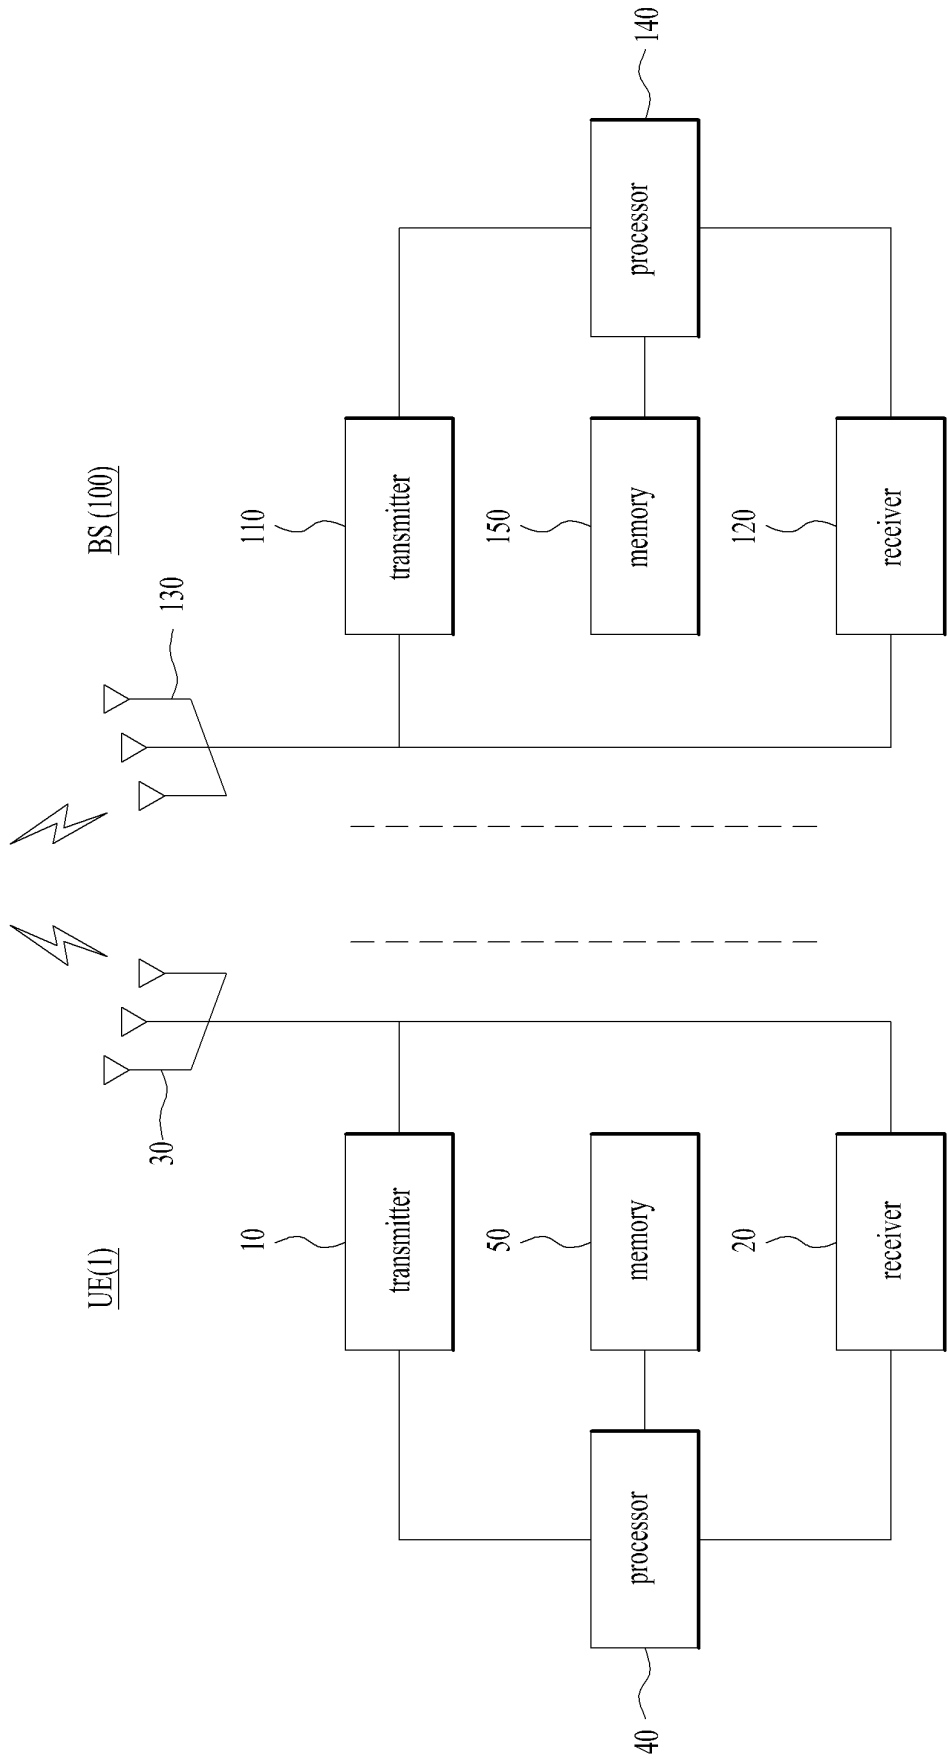 UE(1)
BS (100)
30
130
10
transmitter
110
transmitter
40
processor
50
memory
150
memory
processor
140
20
receiver
120
receiver